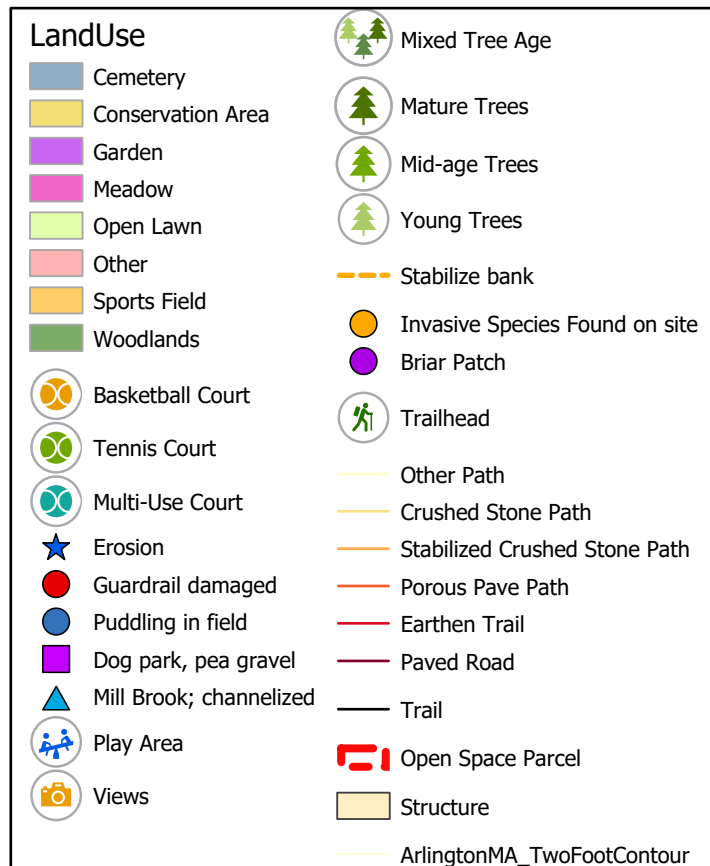 LandUse
Cemetery
Conservation Area
Garden
Meadow
Open Lawn
Other
Sports Field
Woodlands
Basketball Court
Tennis Court
Multi-Use Court
Erosion
Guardrail damaged
Puddling in field
Dog park, pea gravel
Mill Brook; channelized
Play Area
Views
Mixed Tree Age
Mature Trees
Mid-age Trees
Young Trees
Stabilize bank
Invasive Species Found on site
Briar Patch
Trailhead
Other Path
Crushed Stone Path
Stabilized Crushed Stone Path
Porous Pave Path
Earthen Trail
Paved Road
Trail
Open Space Parcel
Structure
ArlingtonMA_TwoFootContour